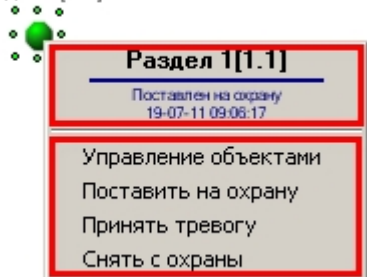 Раздел 1[1.1]
Поставлен на охрану
19-07-11 09:06:17
Управление объектами
Поставить на охрану
Принять тревогу
Снять с охраны